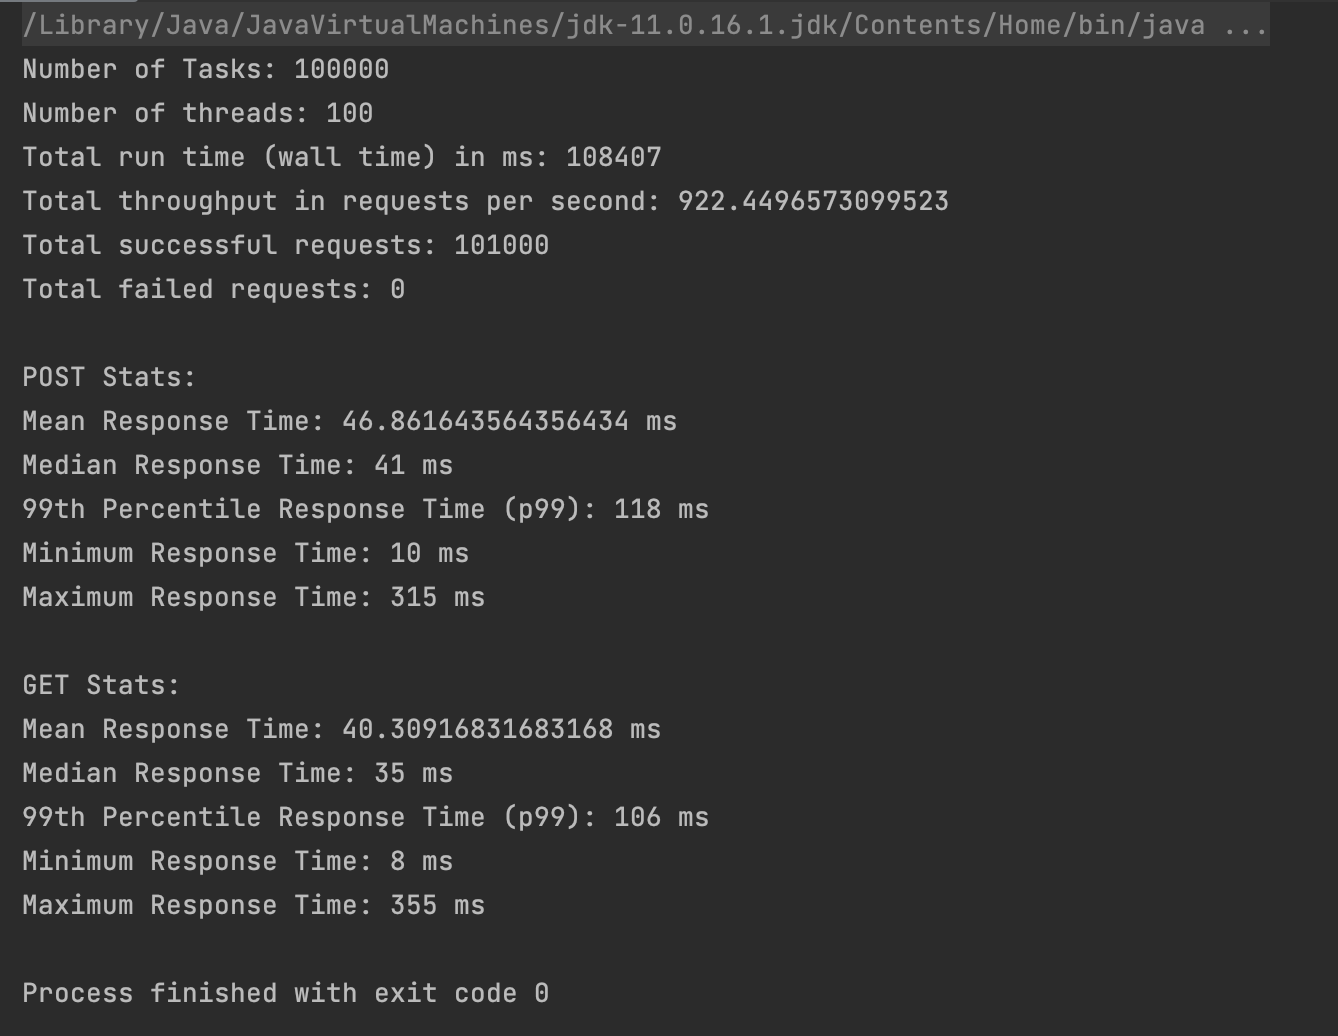 /Library/Java/JavaVirtualMachines/jdk-11.0.16.1.jdk/Contents/Home/bin/java ...
Number of Tasks: 100000
Number of threads: 100
Total run time (wall time) in ms: 108407
Total throughput in requests per second: 922.4496573099523
Total successful requests: 101000
Total failed requests: 0
POST Stats:
Mean Response Time: 46.861643564356434 ms
Median Response Time: 41 ms
99th Percentile Response Time (p99): 118 ms
Minimum Response Time: 10 ms
Maximum Response Time: 315 ms
GET Stats:
Mean Response Time: 40.30916831683168 ms
Median Response Time: 35 ms
99th Percentile Response Time (p99): 106 ms
Minimum Response Time: 8 ms
Maximum Response Time: 355 ms
Process finished with exit code 0